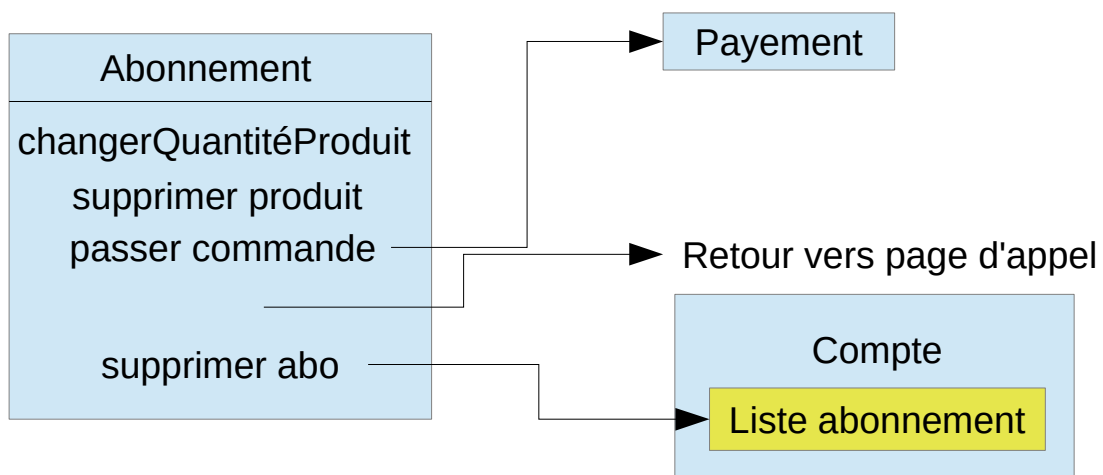 Abonnement
changerQuantitéProduit
supprimer produit
passer commande
supprimer abo
Payement
Retour vers page d'appel
Compte
Liste abonnement